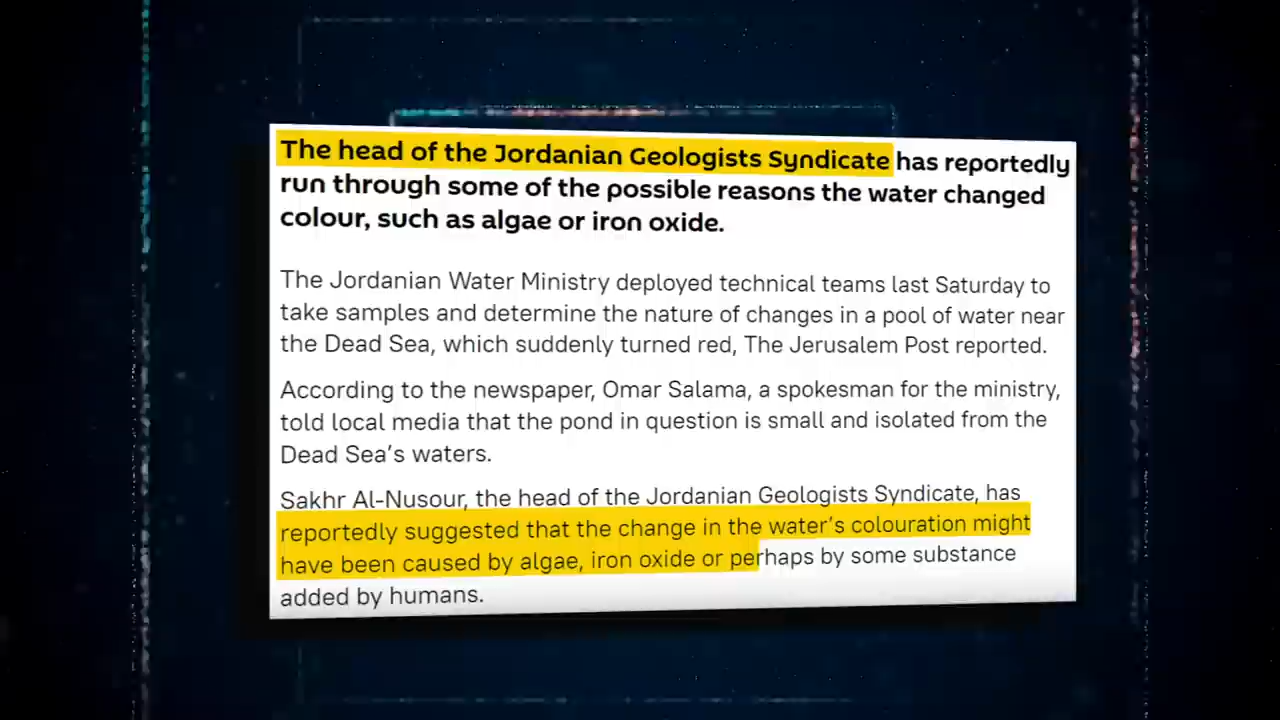 The head of the Jordanian Geologists Syndicate has reportedly
run through some of the possible reasons the water changed
colour, such as algae or iron oxide.
The Jordanian Water Ministry deployed technical teams last Saturday to
take samples and determine the nature of changes in a pool of water near
the Dead Sea, which suddenly turned red, The Jerusalem Post reported.
According to the newspaper, Omar Salama, a spokesman for the ministry,
told local media that the pond in question is small and isolated from the
Dead Sea’s waters.
Sakhr Al-Nusour, the head of the Jordanian Geologists Syndicate, has
reportedly suggested that the change in the water’s colouration might
have been caused by algae, iron oxide or perhaps by some substance
added by humans.